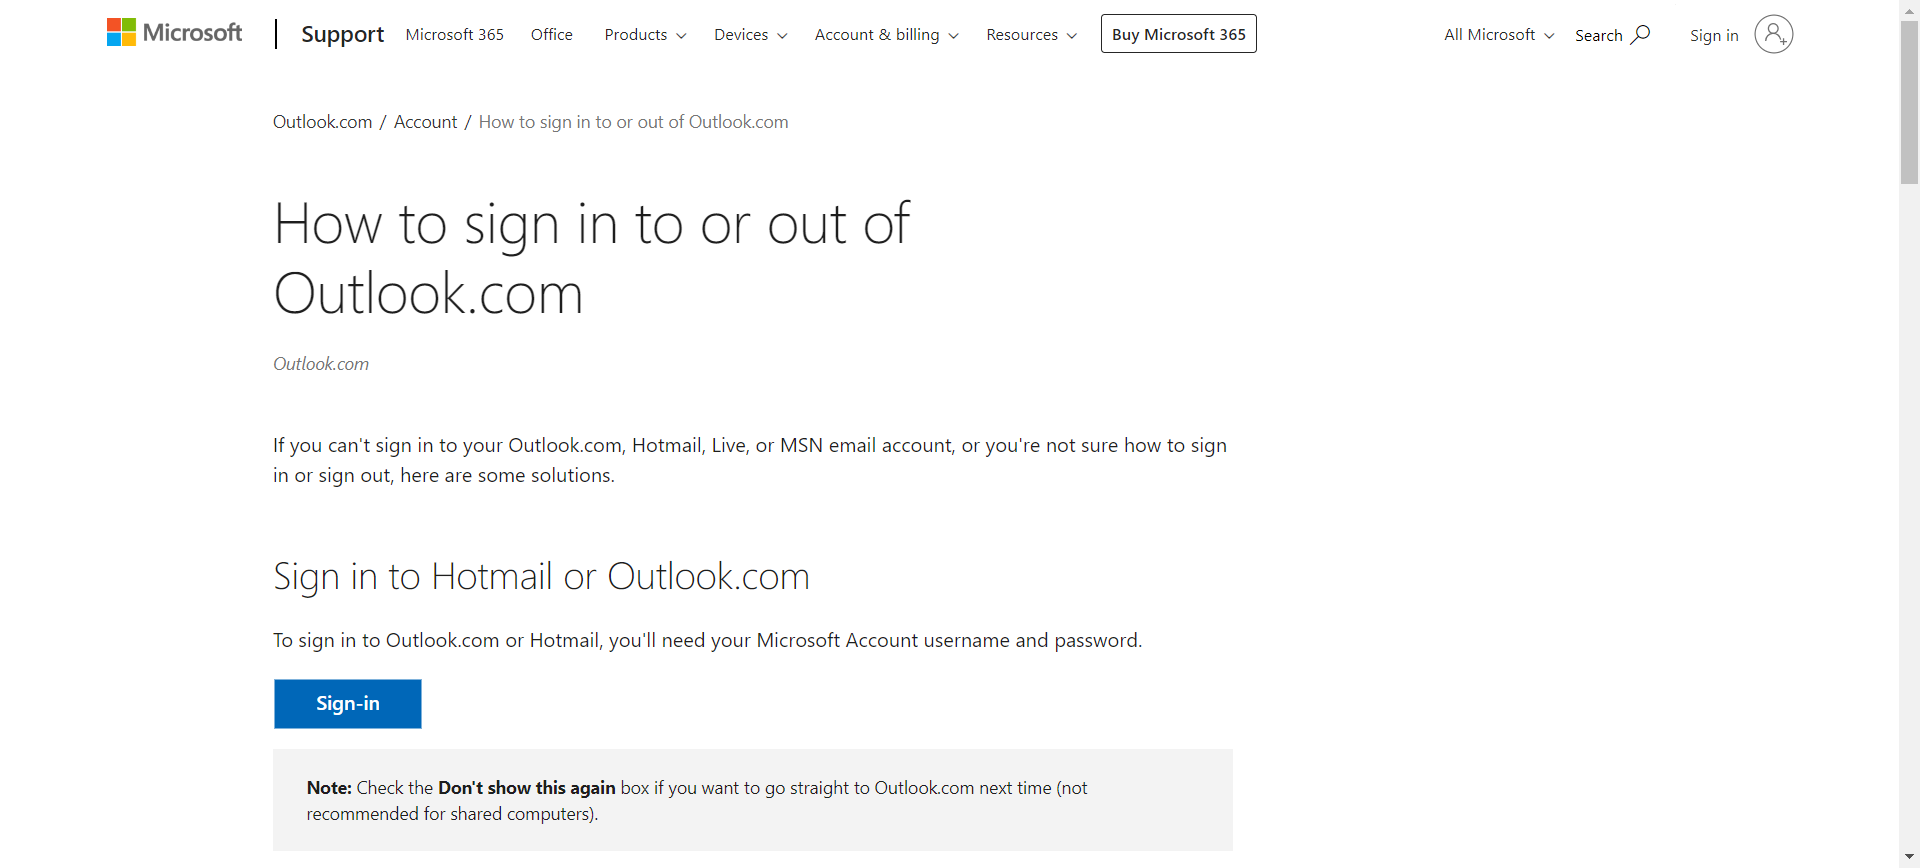 Microsoft Support Microsoft 365 Office Products Devices Account & billing Resources Buy Microsoft 365 All Microsoft Search Sign in
Outlook.com / Account / How to sign in to or out of Outlook.com
How to sign in to or out of
Outlook.com
Outlook.com
If you can't sign in to your Outlook.com, Hotmail, Live, or MSN email account, or you're not sure how to sign
in or sign out, here are some solutions.
Sign in to Hotmail or Outlook.com
To sign in to Outlook.com or Hotmail, you'll need your Microsoft Account username and password.
Sign-in
Note: Check the Don't show this again box if you want to go straight to Outlook.com next time (not
recommended for shared computers).